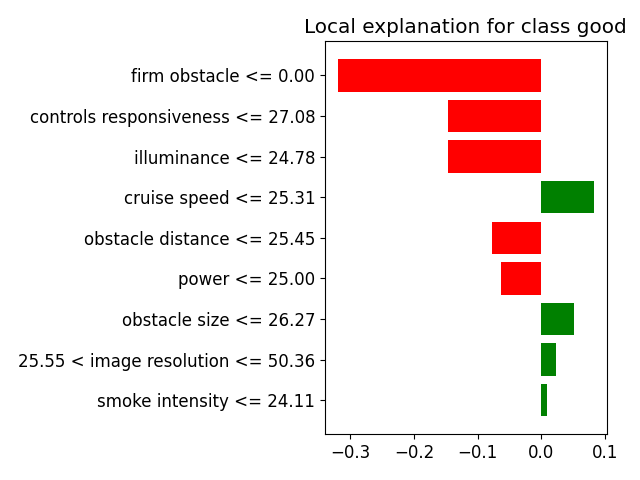 Local explanation for class good
firm obstacle <= 0.00
controls responsiveness <= 27.08
illuminance <= 24.78
cruise speed <= 25.31
obstacle distance <= 25.45
power <= 25.00
obstacle size <= 26.27
25.55 < image resolution <= 50.36
smoke intensity <= 24.11
−0.3 −0.2 −0.1 0.0 0.1